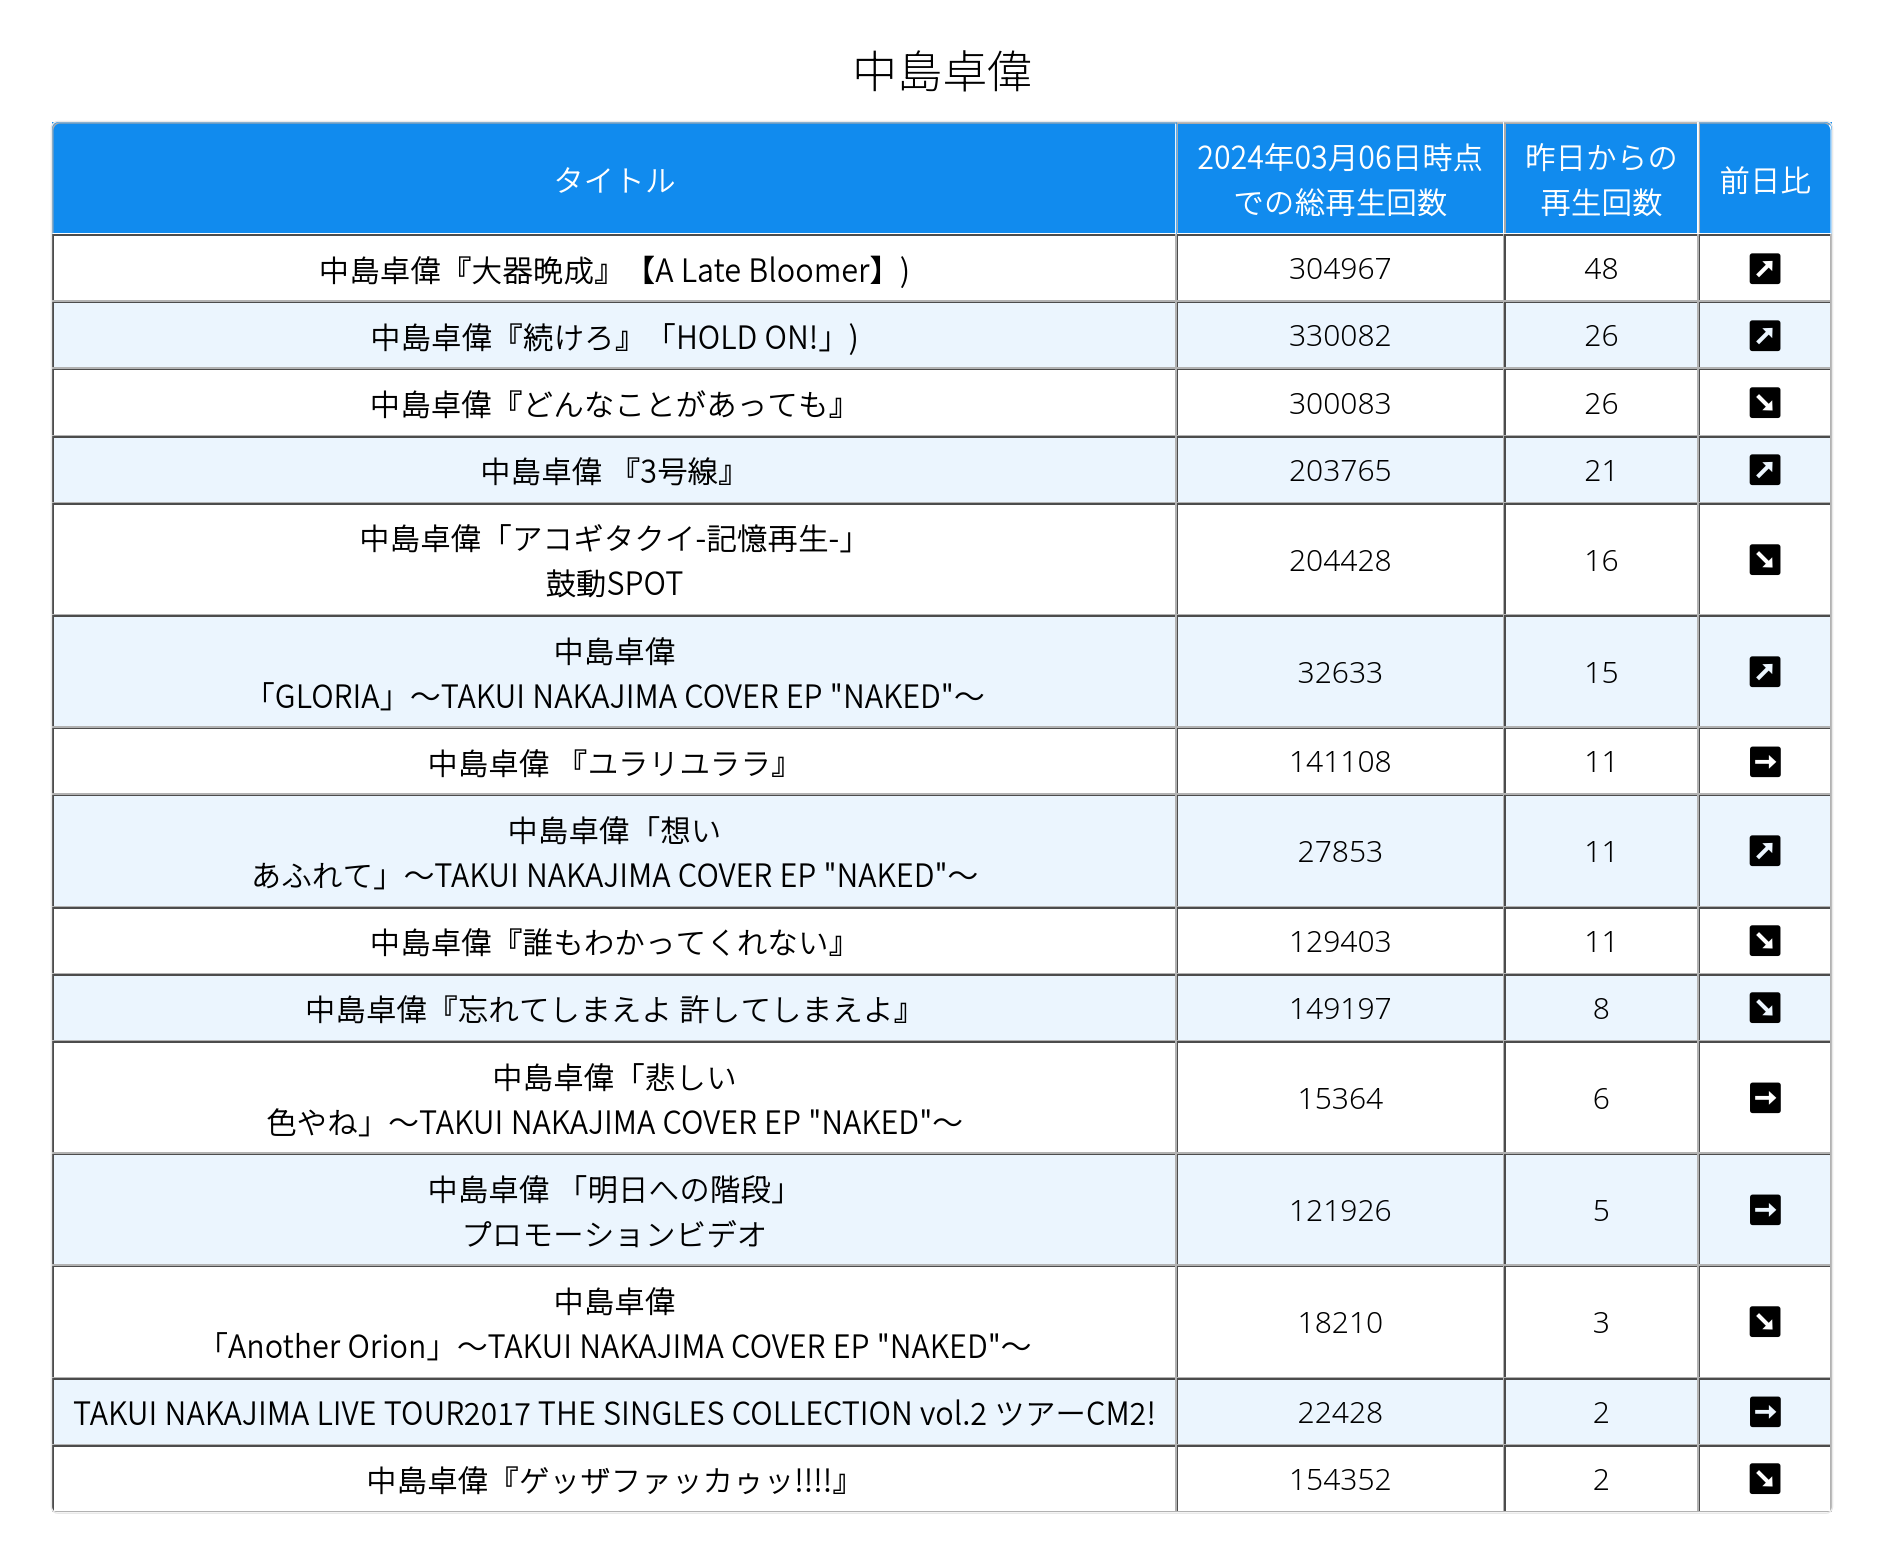 中島卓偉
タイトル
2024年03月06日時点
での総再生回数
昨日からの
再生回数
前日比
中島卓偉『大器晩成』【A Late Bloomer】)
304967
48
中島卓偉『続けろ』「HOLD ON!」)
330082
26
中島卓偉『どんなことがあっても』
300083
26
中島卓偉 『3号線』
203765
21
中島卓偉「アコギタクイ-記憶再生-」
鼓動SPOT
204428
16
中島卓偉
「GLORIA」～TAKUI NAKAJIMA COVER EP "NAKED"～
32633
15
中島卓偉 『ユラリユララ』
141108
11
中島卓偉「想い
あふれて」～TAKUI NAKAJIMA COVER EP "NAKED"～
27853
11
中島卓偉『誰もわかってくれない』
129403
11
中島卓偉『忘れてしまえよ 許してしまえよ』
149197
8
中島卓偉「悲しい
色やね」～TAKUI NAKAJIMA COVER EP "NAKED"～
15364
6
中島卓偉 「明日への階段」
プロモーションビデオ
121926
5
中島卓偉
「Another Orion」～TAKUI NAKAJIMA COVER EP "NAKED"～
18210
3
TAKUI NAKAJIMA LIVE TOUR2017 THE SINGLES COLLECTION vol.2 ツアーCM2!
22428
2
中島卓偉『ゲッザファッカゥッ!!!!』
154352
2